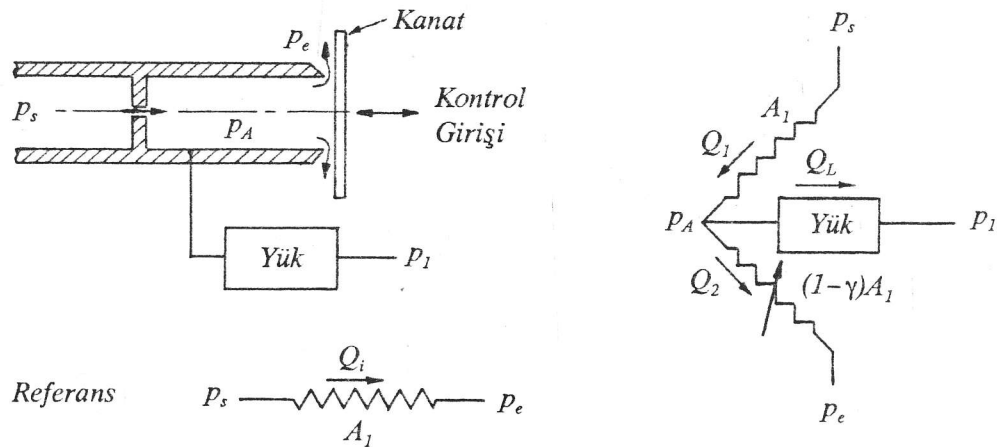 Kanat
p_e
p_s
p_A
Kontrol
Girişi
Yük
p_1
Referans
p_s
Q_i
p_e
A_1
p_s
A_1
Q_1
Q_L
p_A
Yük
p_1
Q_2
(1-γ)A_1
p_e